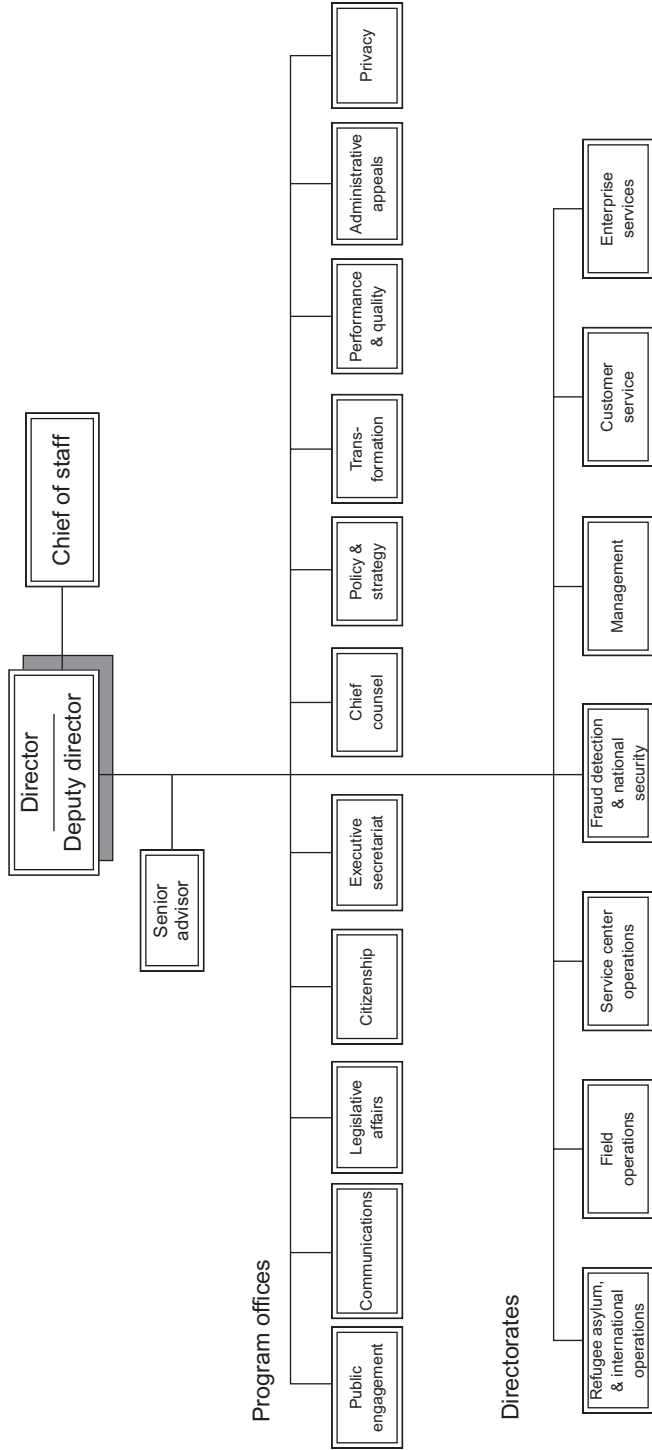 Director
Deputy director
Chief of staff
Senior
advisor
Program offices
Public
engagement
Communications
Legislative
affairs
Citizenship
Executive
secretariat
Chief
counsel
Policy &
strategy
Trans-
formation
Performance
& quality
Administrative
appeals
Privacy
Directorates
Refugee asylum,
& international
operations
Field
operations
Service center
operations
Fraud detection
& national
security
Management
Customer
service
Enterprise
services